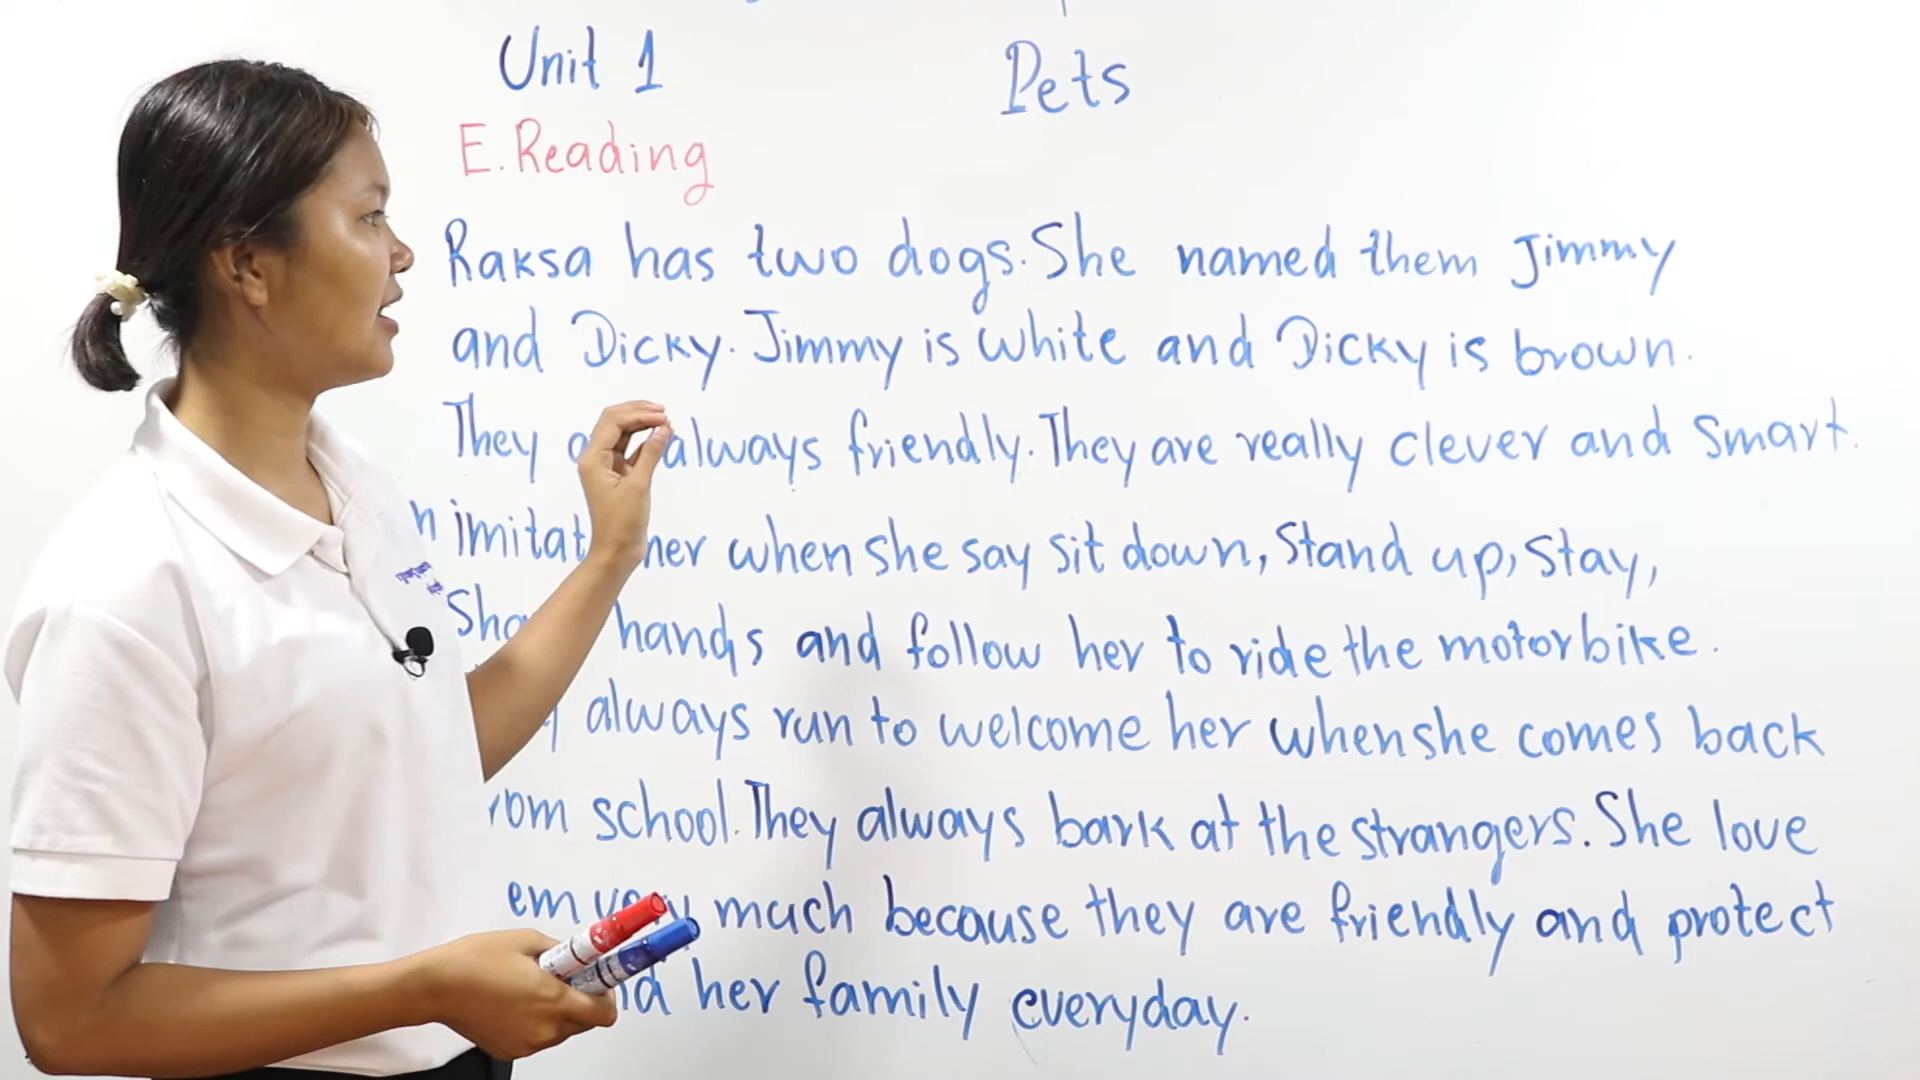 Unit 1
Pets
E. Reading
Raksa has two dogs. She named them Jimmy
and Dicky. Jimmy is white and Dicky is brown.
They always friendly. They are really clever and smart.
her when she say sit down, stand up, stay,
hands and follow her to ride the motorbike.
always run to welcome her when she comes back
school. They always bark at the strangers. She love
much because they are friendly and protect
her family everyday.